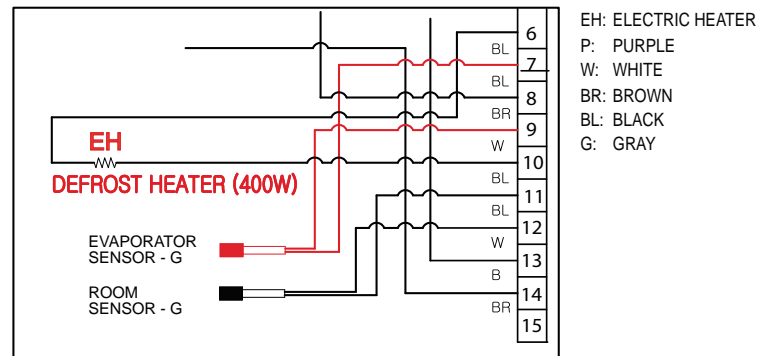 6
BL
7
BL
8
BR
9
W
10
BL
11
BL
12
W
13
B
14
BR
15
EH
DEFROST HEATER (400W)
EVAPORATOR
SENSOR - G
ROOM
SENSOR - G
EH: ELECTRIC HEATER
P: PURPLE
W: WHITE
BR: BROWN
BL: BLACK
G: GRAY